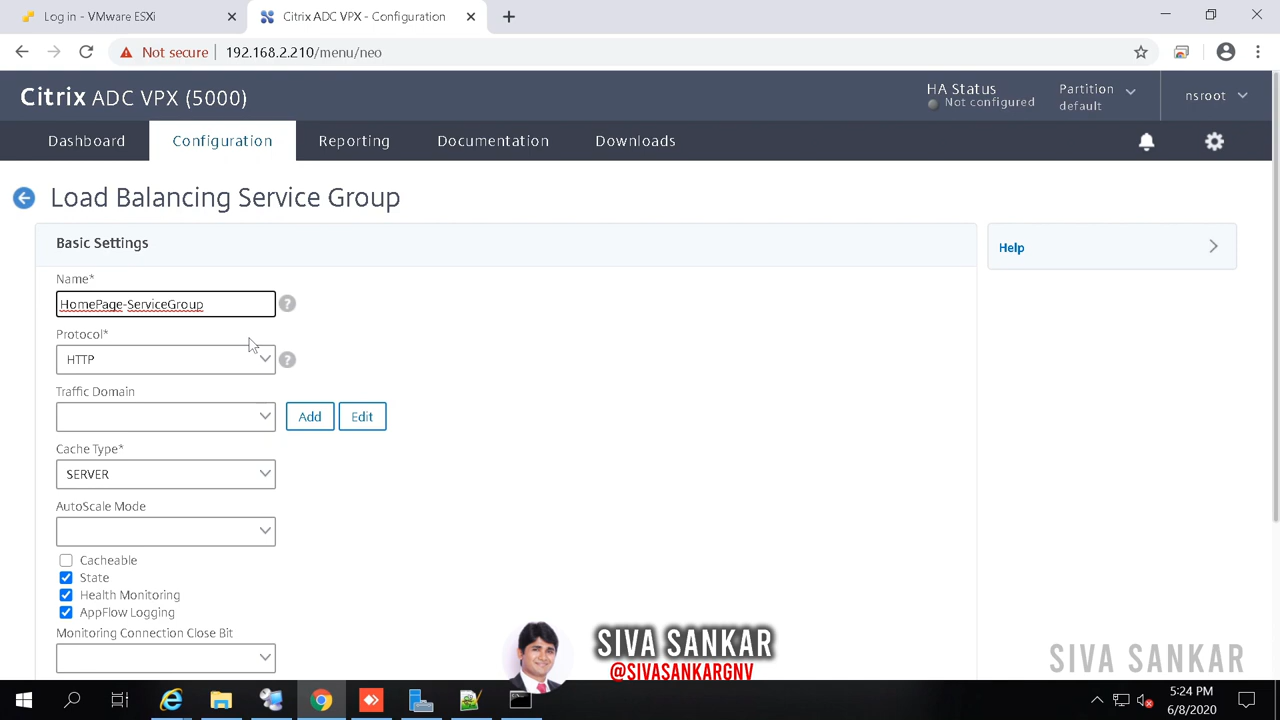 Log in - VMware ESXi
Citrix ADC VPX - Configuration
Not secure
192.168.2.210/menu/neo
Citrix ADC VPX (5000)
HA Status
Not configured
Partition
default
nsroot
Dashboard
Configuration
Reporting
Documentation
Downloads
Load Balancing Service Group
Basic Settings
Help
Name*
HomePage-ServiceGroup
Protocol*
HTTP
Traffic Domain
Add
Edit
Cache Type*
SERVER
AutoScale Mode
Cacheable
State
Health Monitoring
AppFlow Logging
Monitoring Connection Close Bit
SIVA SANKAR
@SIVASANKARGNV
SIVA SANKAR
5:24 PM
6/8/2020